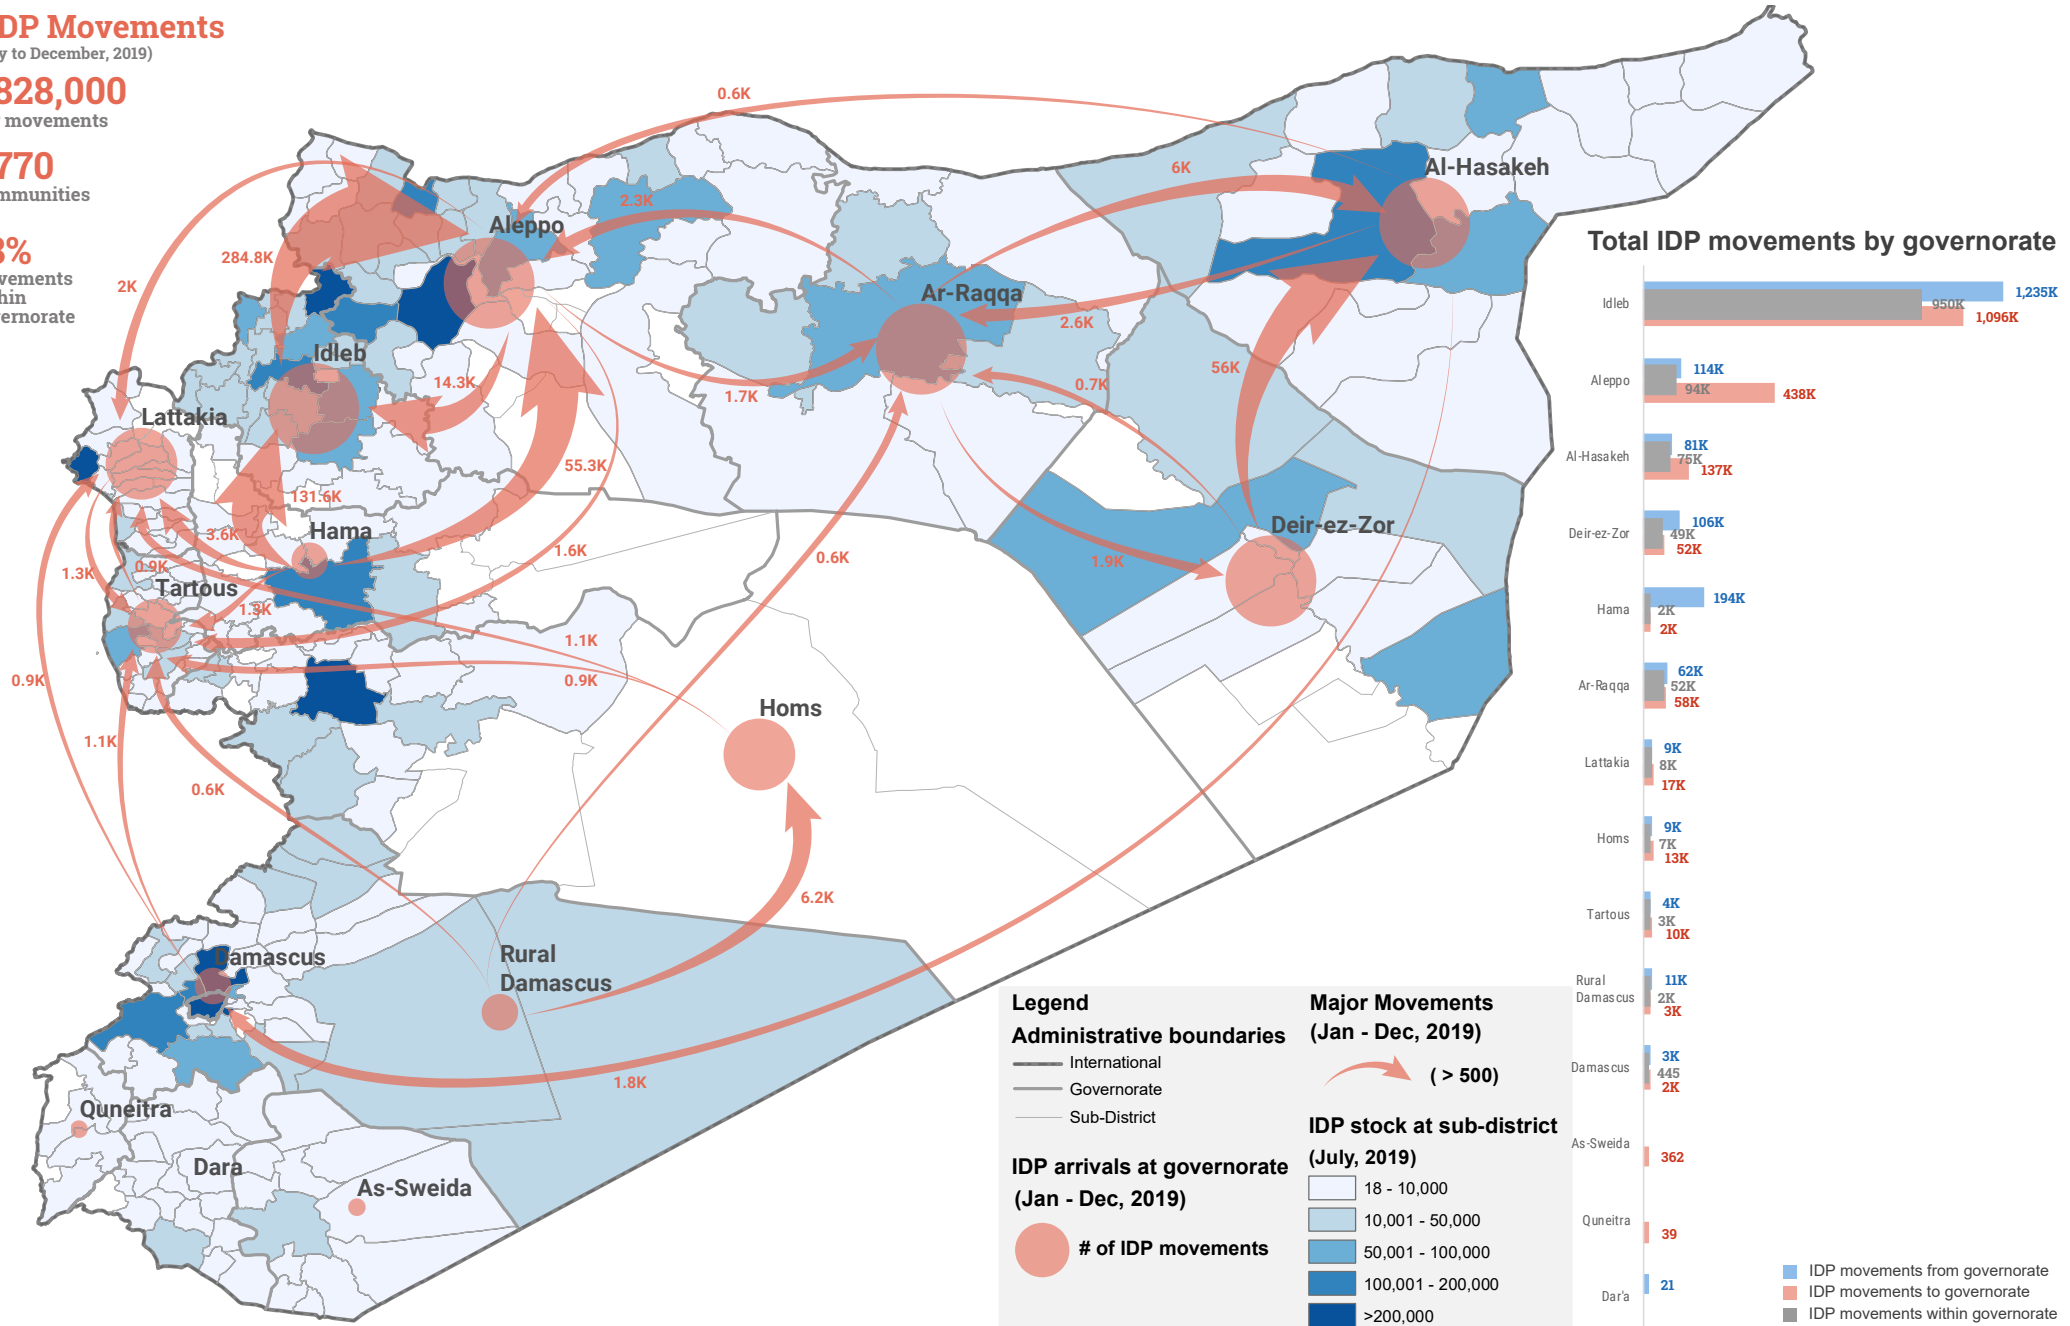 DP Movements
y to December, 2019)
828,000
movements
770
mmunities
8%
vements
hin
ernorate
0.6K
6K
Al-Hasakeh
2.3K
Aleppo
284.8K
2K
Ar-Raqqa
2.6K
Idleb
14.3K
1.7K
0.7K
56K
Lattakia
55.3K
131.6K
Hama
3.6K
1.6K
0.6K
Deir-ez-Zor
1.9K
1.3K
0.9K
Tartous
1.3K
1.1K
0.9K
0.9K
Homs
1.1K
0.6K
6.2K
Rural
Damascus
Damascus
1.8K
Quneitra
Dara
As-Sweida
Legend
Administrative boundaries
International
Governorate
Sub-District
IDP arrivals at governorate
(Jan - Dec, 2019)
# of IDP movements
Major Movements
(Jan - Dec, 2019)
( > 500)
IDP stock at sub-district
(July, 2019)
18 - 10,000
10,001 - 50,000
50,001 - 100,000
100,001 - 200,000
>200,000
Total IDP movements by governorate
Idleb
1,235K
950K
1,096K
Aleppo
114K
94K
438K
Al-Hasakeh
81K
75K
137K
Deir-ez-Zor
106K
49K
52K
Hama
194K
2K
2K
Ar-Raqqa
62K
52K
58K
Lattakia
9K
8K
17K
Homs
9K
7K
13K
Tartous
4K
3K
10K
Rural
Damascus
11K
2K
3K
Damascus
3K
445
2K
As-Sweida
362
Quneitra
39
Dar'a
21
IDP movements from governorate
IDP movements to governorate
IDP movements within governorate